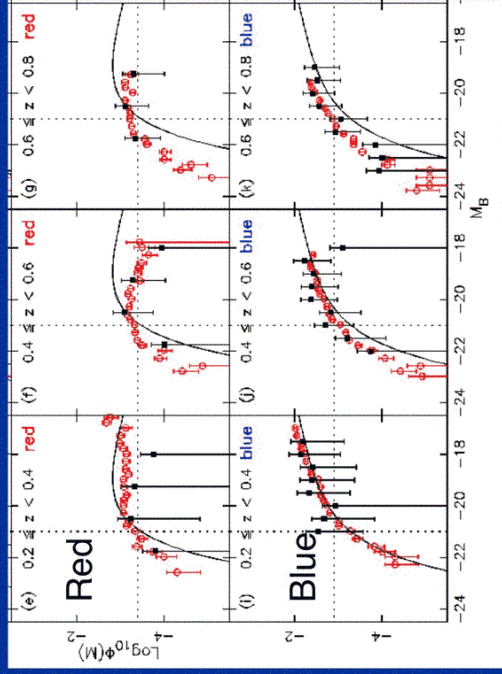 (e) 0.2 ≤ z < 0.4 red
(f) 0.4 ≤ z < 0.6 red
(g) 0.6 ≤ z < 0.8 red
Red
-2
-4
Log₁₀Φ(M)
(i) 0.2 ≤ z < 0.4 blue
(j) 0.4 ≤ z < 0.6 blue
(k) 0.6 ≤ z < 0.8 blue
Blue
-2
-4
-24 -22 -20 -18
-24 -22 -20 -18
-24 -22 -20 -18
M_B